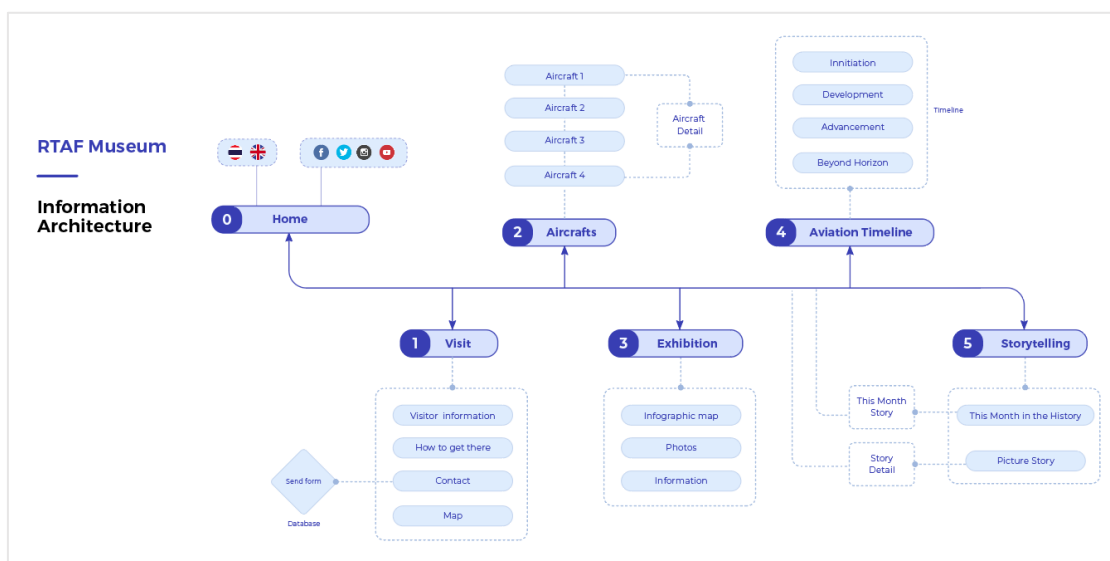 RTAF Museum
Information
Architecture
0 Home
Aircraft 1
Aircraft 2
Aircraft 3
Aircraft 4
Aircraft
Detail
2 Aircrafts
Innitiation
Development
Advancement
Beyond Horizon
Timeline
4 Aviation Timeline
1 Visit
Visitor information
How to get there
Contact
Map
Send form
Database
3 Exhibition
Infographic map
Photos
Information
5 Storytelling
This Month
Story
This Month in the History
Story
Detail
Picture Story